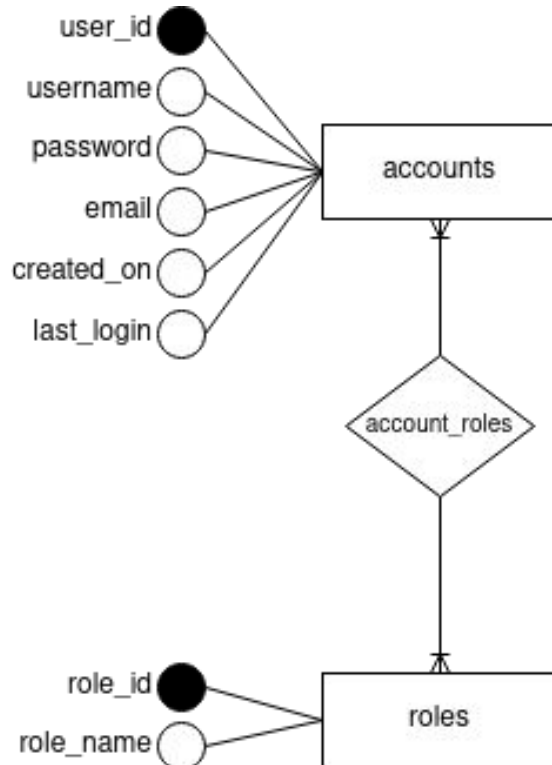 user_id
username
password
email
created_on
last_login
accounts
account_roles
role_id
role_name
roles